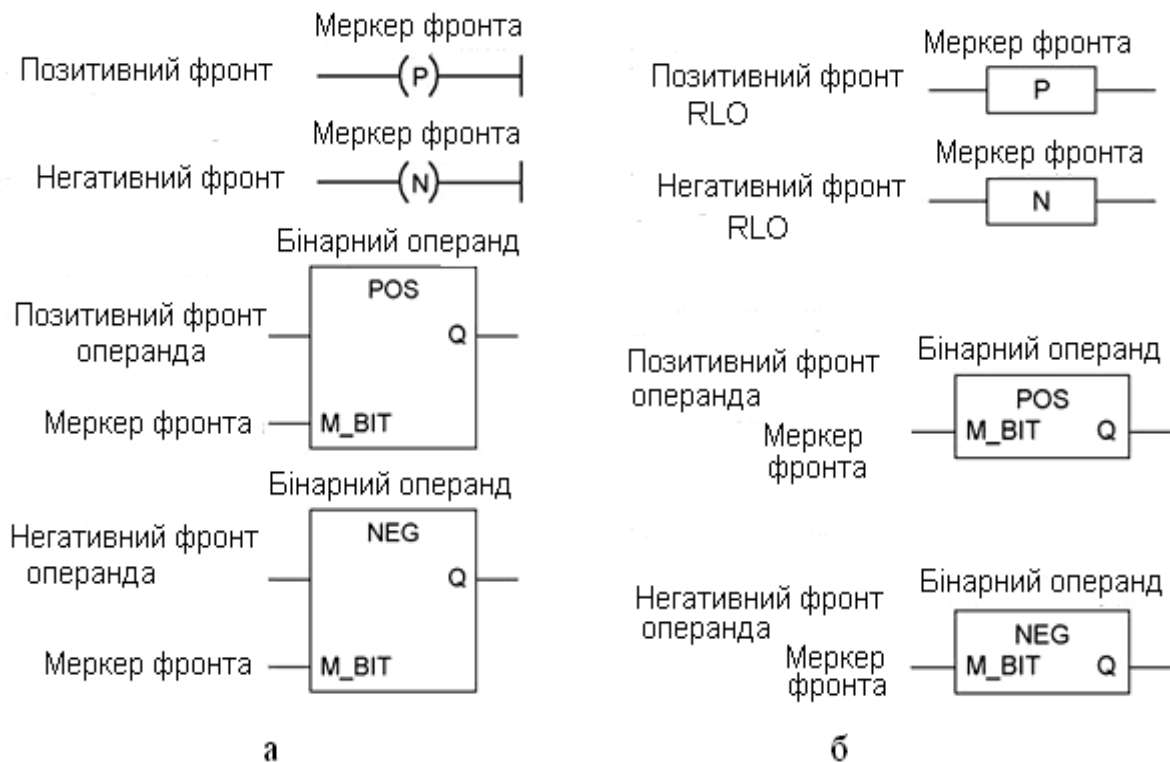 Меркер фронта
Позитивний фронт
(P)
Меркер фронта
Негативний фронт
(N)
Бінарний операнд
POS
Позитивний фронт
операнда
Q
Меркер фронта
M_BIT
Бінарний операнд
NEG
Негативний фронт
операнда
Q
Меркер фронта
M_BIT
а
Меркер фронта
Позитивний фронт
RLO
P
Меркер фронта
Негативний фронт
RLO
N
Позитивний фронт
операнда
Бінарний операнд
POS
Меркер
фронта
M_BIT Q
Негативний фронт
операнда
Бінарний операнд
NEG
Меркер
фронта
M_BIT Q
б